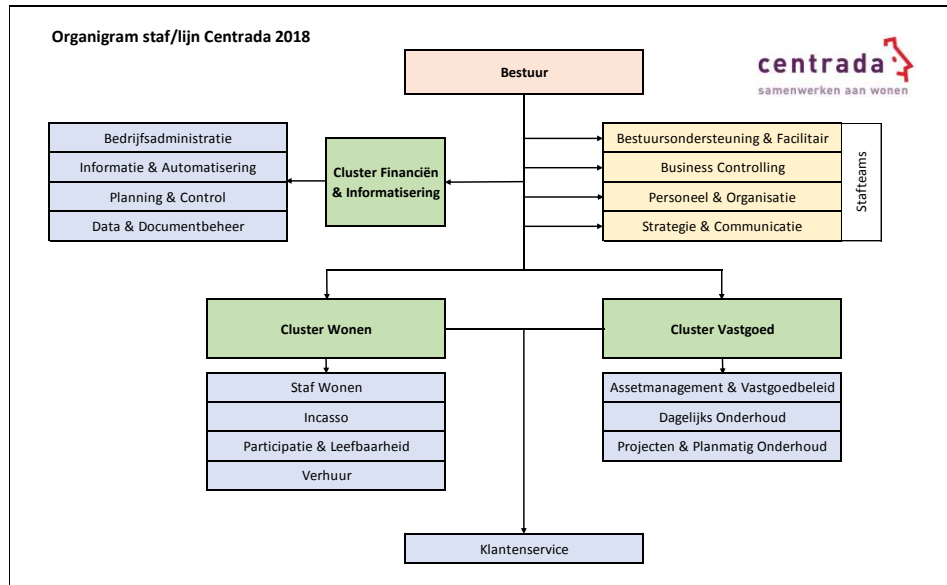 Organigram staf/lijn Centrada 2018
centrada
samenwerken aan wonen
Bestuur
Bedrijfsadministratie
Informatie & Automatisering
Planning & Control
Data & Documentbeheer
Cluster Financiën
& Informatisering
Bestuursondersteuning & Facilitair
Business Controlling
Personeel & Organisatie
Strategie & Communicatie
Stafteams
Cluster Wonen
Cluster Vastgoed
Staf Wonen
Incasso
Participatie & Leefbaarheid
Verhuur
Assetmanagement & Vastgoedbeleid
Dagelijks Onderhoud
Projecten & Planmatig Onderhoud
Klantenservice